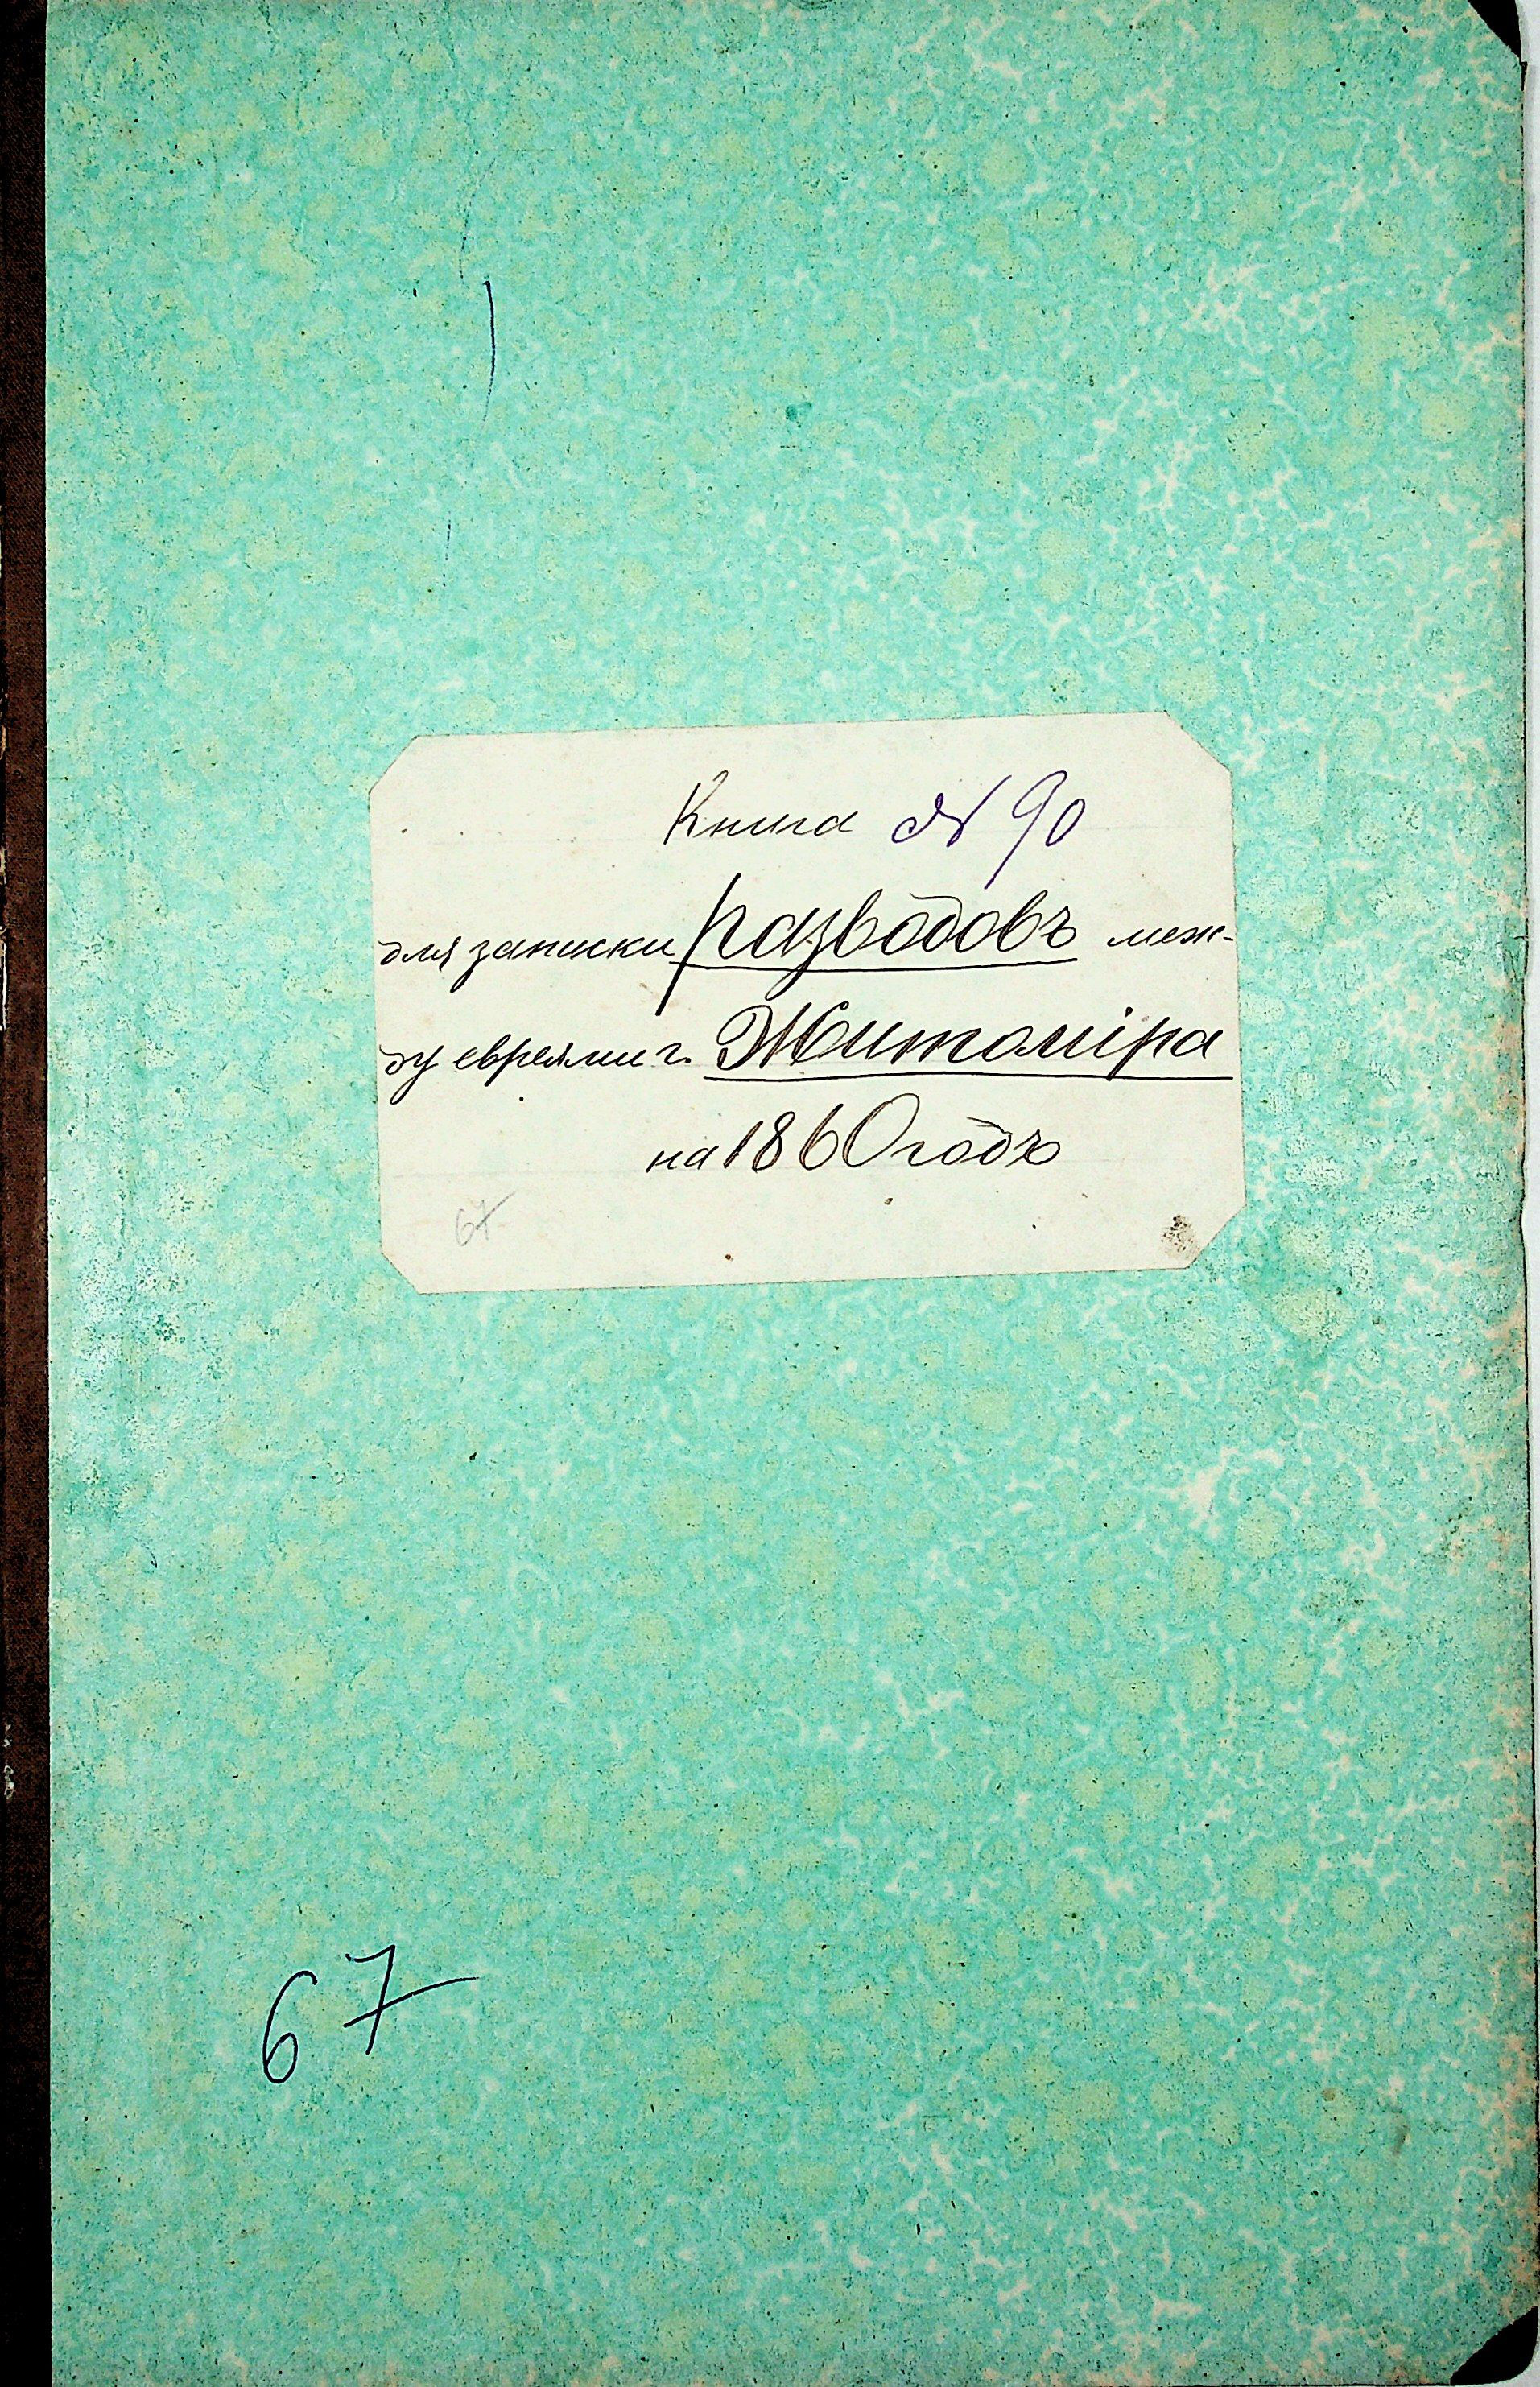 Книга № 90
для записки разводовъ меж-
ду евреями г. Житоміра
на 1860 годъ
67
67